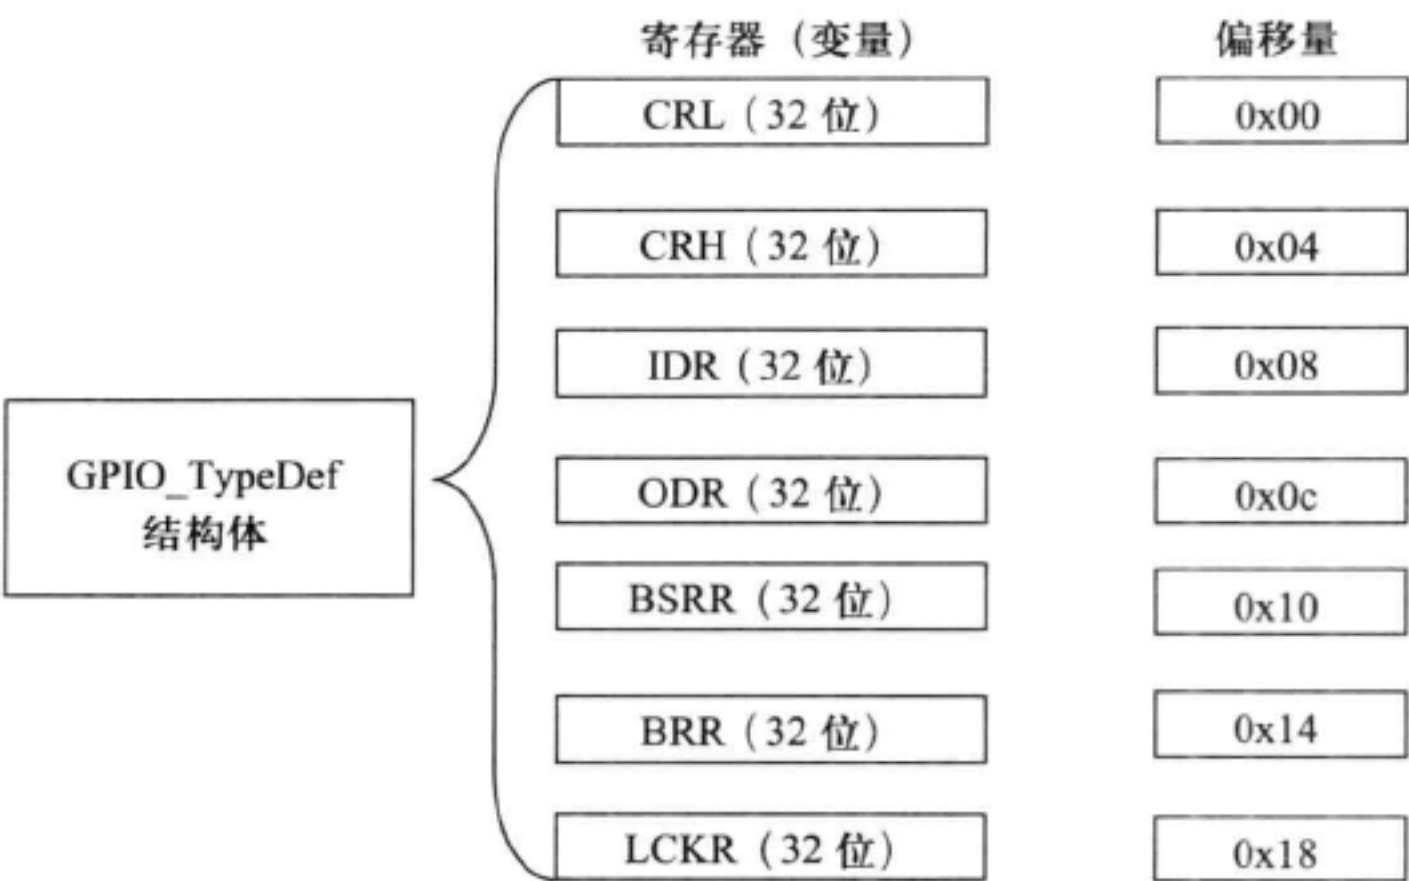 寄存器（变量） 偏移量
CRL（32 位） 0x00
CRH（32 位） 0x04
IDR（32 位） 0x08
GPIO_TypeDef
结构体
ODR（32 位） 0x0c
BSRR（32 位） 0x10
BRR（32 位） 0x14
LCKR（32 位） 0x18